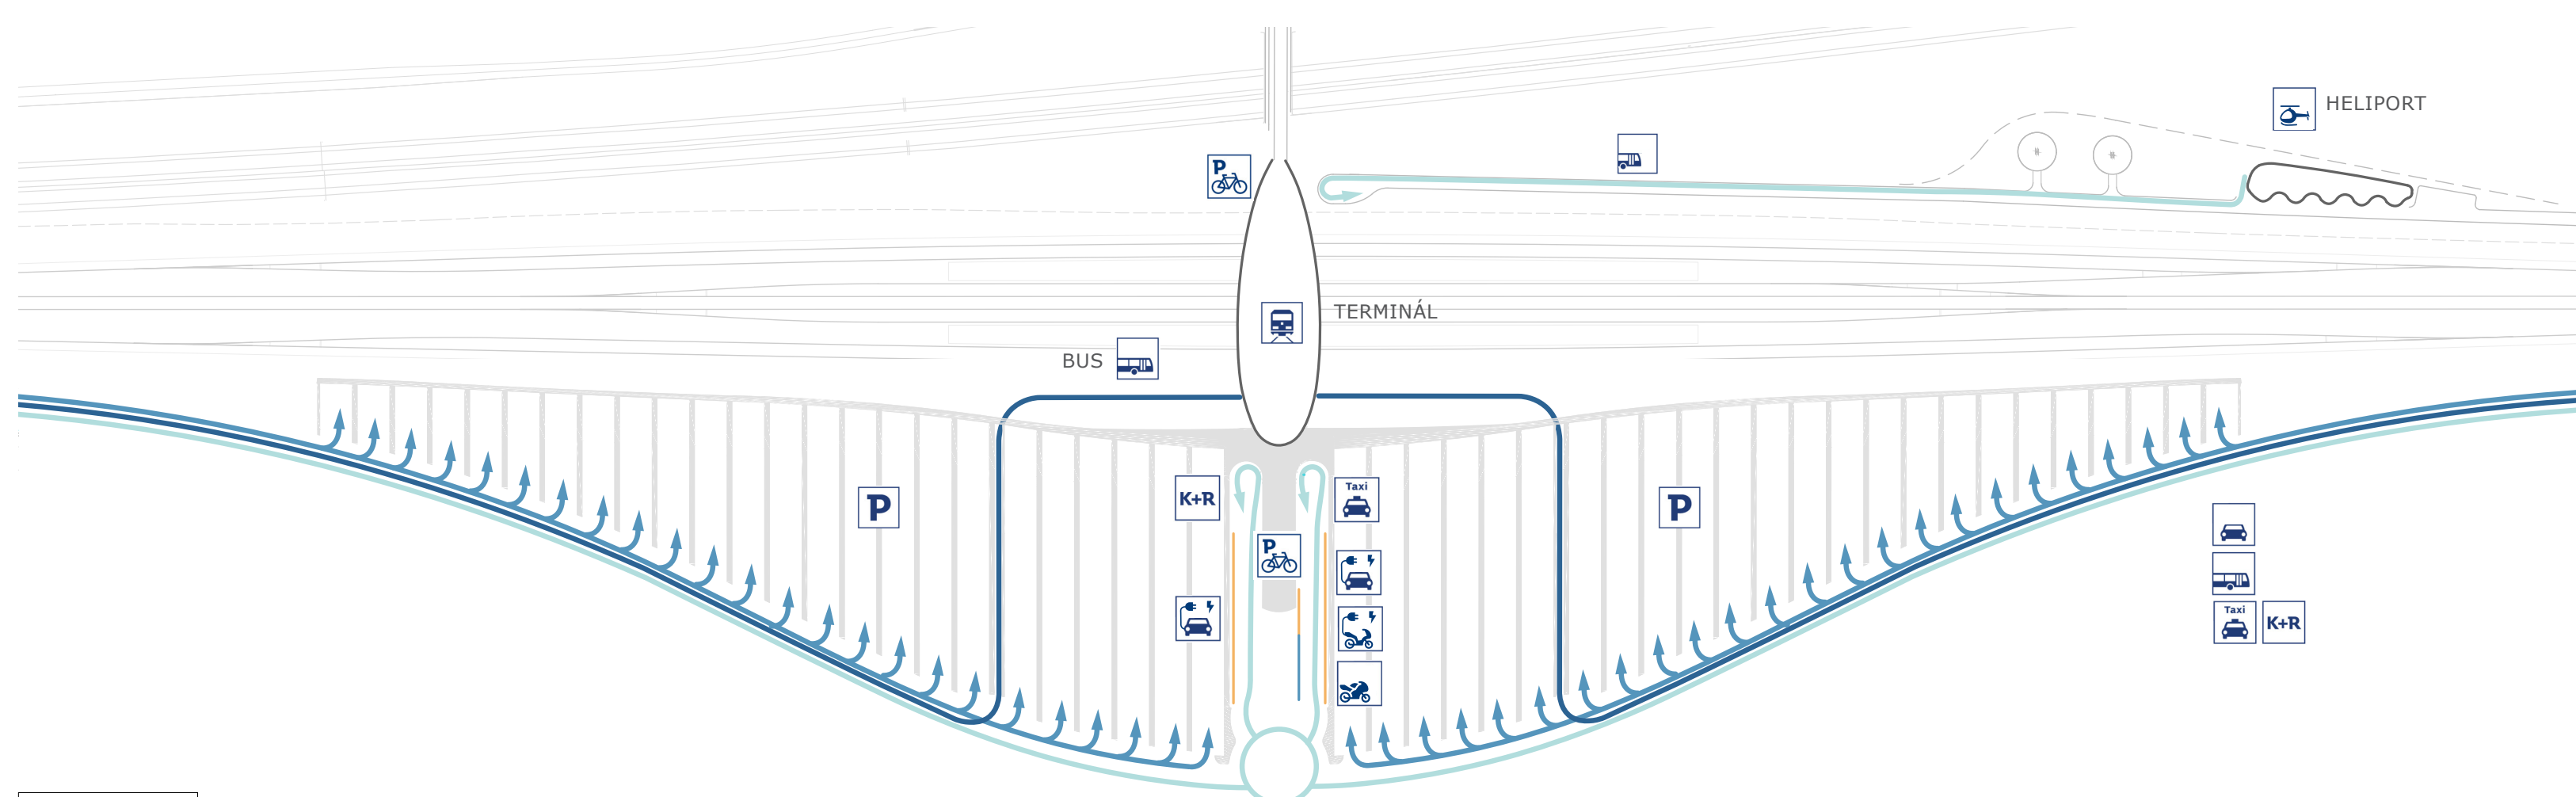 HELIPORT
P
TERMINÁL
BUS
K+R
Taxi
P
P
P
Taxi
K+R